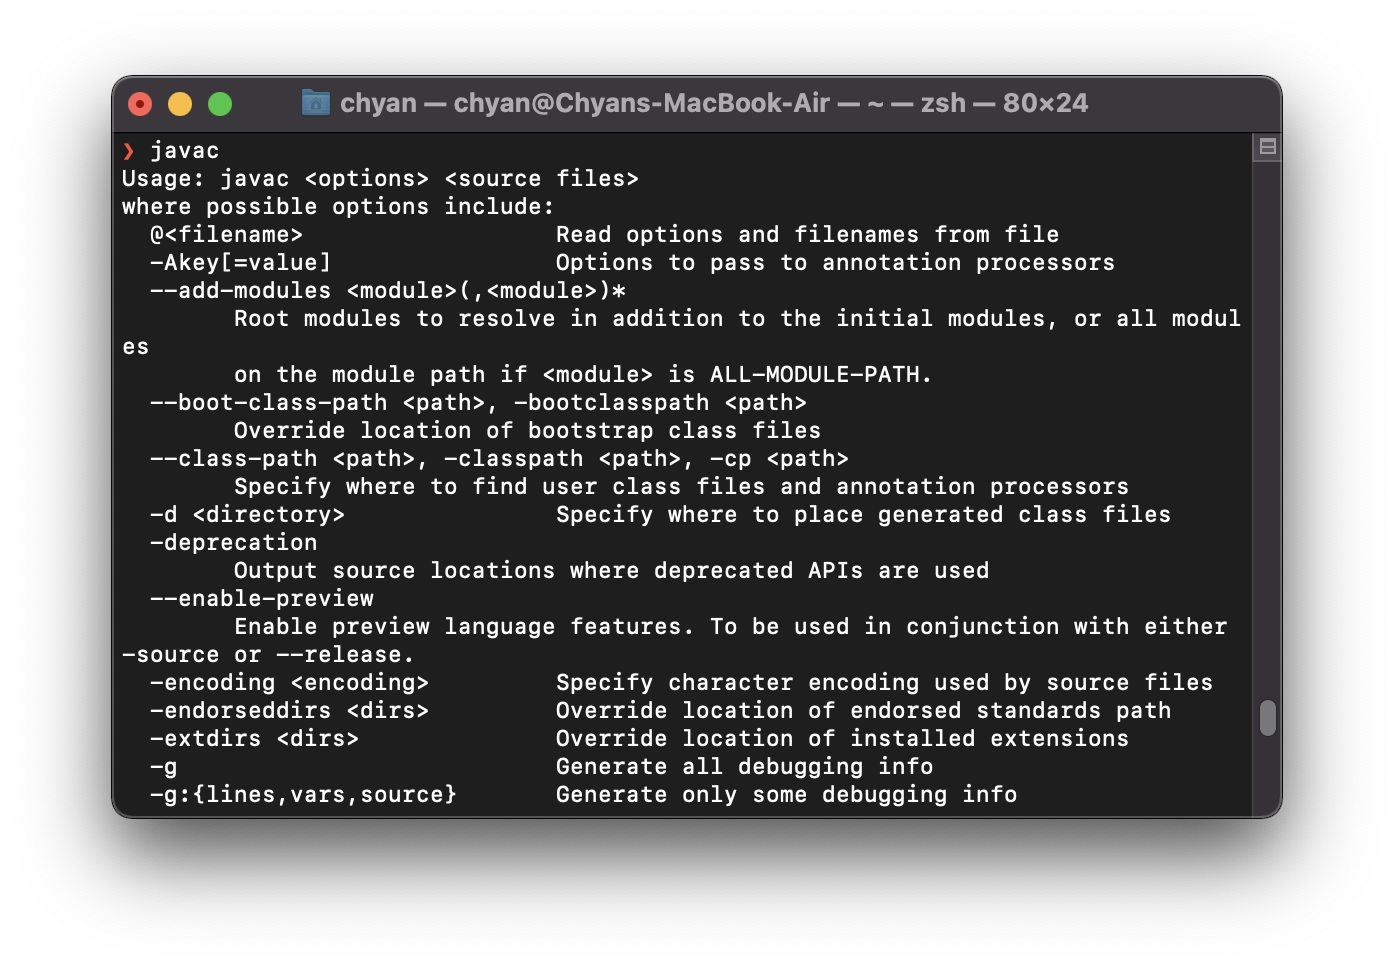 chyan — chyan@Chyans-MacBook-Air — ~ — zsh — 80×24
❯ javac
Usage: javac <options> <source files>
where possible options include:
  @<filename>                  Read options and filenames from file
  -Akey[=value]                Options to pass to annotation processors
  --add-modules <module>(,<module>)*
        Root modules to resolve in addition to the initial modules, or all modul
es
        on the module path if <module> is ALL-MODULE-PATH.
  --boot-class-path <path>, -bootclasspath <path>
        Override location of bootstrap class files
  --class-path <path>, -classpath <path>, -cp <path>
        Specify where to find user class files and annotation processors
  -d <directory>               Specify where to place generated class files
  -deprecation
        Output source locations where deprecated APIs are used
  --enable-preview
        Enable preview language features. To be used in conjunction with either
-source or --release.
  -encoding <encoding>         Specify character encoding used by source files
  -endorseddirs <dirs>         Override location of endorsed standards path
  -extdirs <dirs>              Override location of installed extensions
  -g                           Generate all debugging info
  -g:{lines,vars,source}       Generate only some debugging info